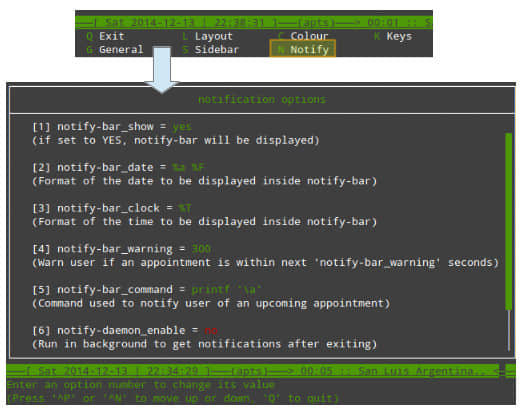 [ Sat 2014-12-13 | 22:38:31 ]——(apts)——> 00:01 :: S
Q Exit L Layout C Colour K Keys
G General S Sidebar N Notify
notification options
[1] notify-bar_show = yes
(if set to YES, notify-bar will be displayed)
[2] notify-bar_date = %a %F
(Format of the date to be displayed inside notify-bar)
[3] notify-bar_clock = %T
(Format of the time to be displayed inside notify-bar)
[4] notify-bar_warning = 300
(Warn user if an appointment is within next 'notify-bar_warning' seconds)
[5] notify-bar_command = printf '\a'
(Command used to notify user of an upcoming appointment)
[6] notify-daemon_enable = no
(Run in background to get notifications after exiting)
[ Sat 2014-12-13 | 22:34:29 ]——(apts)——> 00:05 :: San Luis Argentina.. <
Enter an option number to change its value
(Press '^P' or '^N' to move up or down, 'Q' to quit)